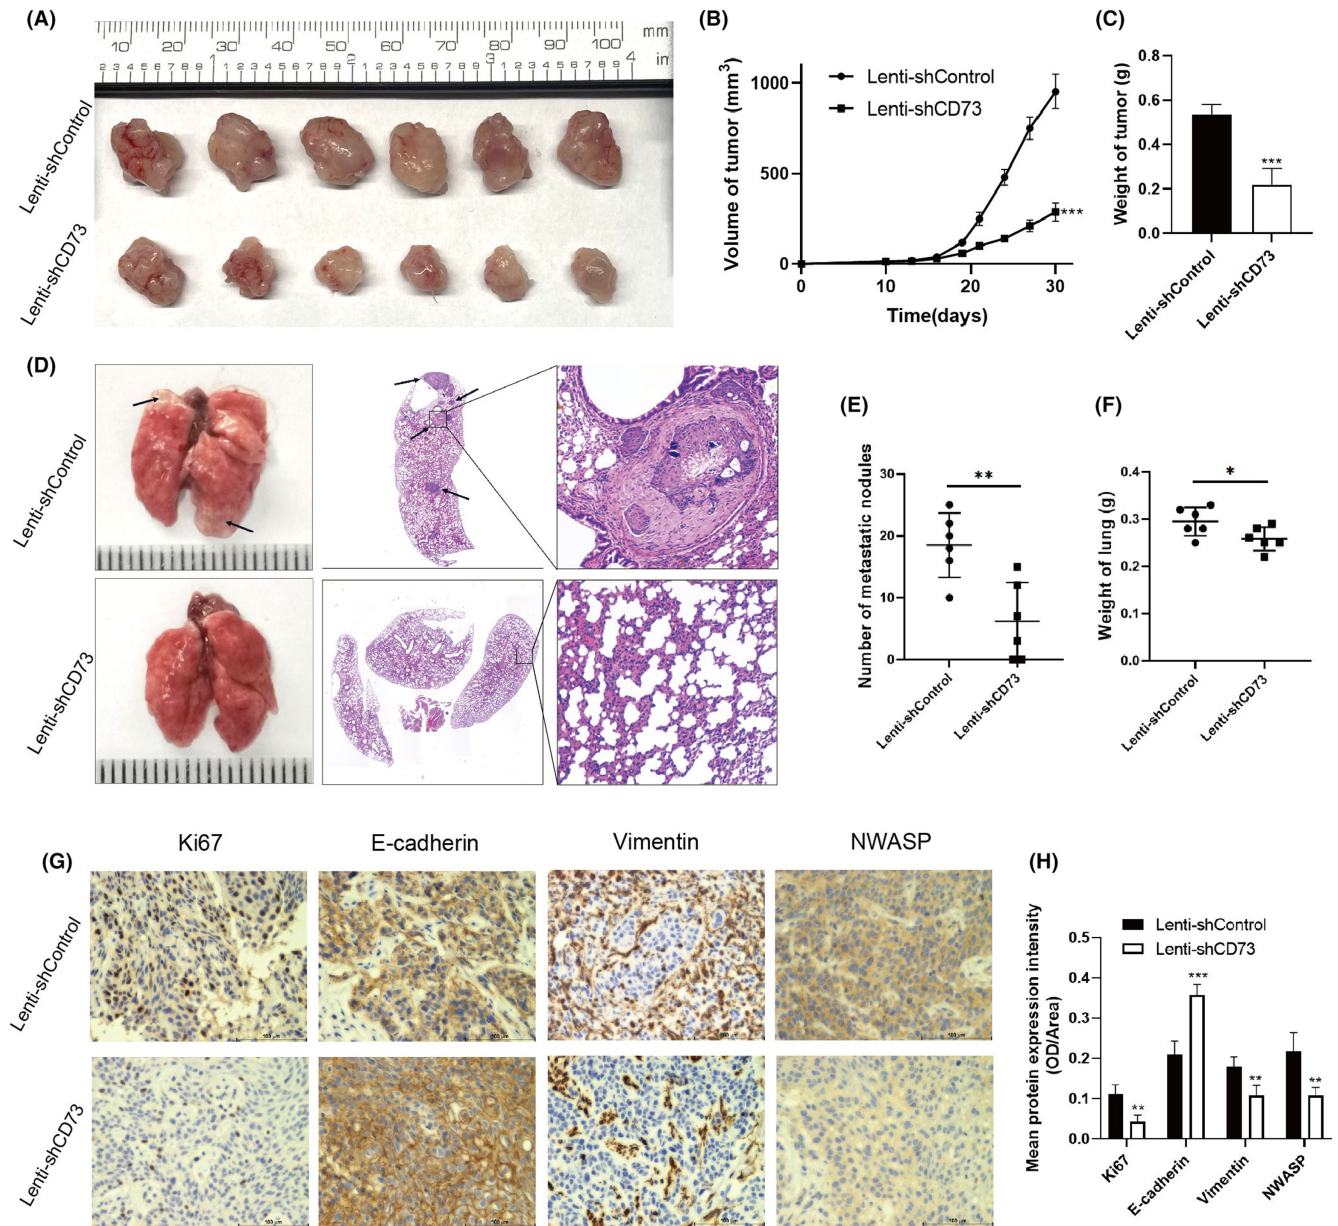 (A)
mm
10 20 30 40 50 60 70 80 90 100
1 2 3 4
in
Lenti-shControl
Lenti-shCD73
(B)
Lenti-shControl
Lenti-shCD73
Volume of tumor (mm³)
1000
500
0
***
0 10 20 30
Time(days)
(C)
Weight of tumor (g)
0.8
0.6
0.4
0.2
0.0
***
Lenti-shControl
Lenti-shCD73
(D)
Lenti-shControl
Lenti-shCD73
(E)
Number of metastatic nodes
30
20
10
0
**
Lenti-shControl
Lenti-shCD73
(F)
Weight of lung (g)
0.4
0.3
0.2
0.1
0.0
*
Lenti-shControl
Lenti-shCD73
(G)
Ki67 E-cadherin Vimentin NWASP
Lenti-shControl
Lenti-shCD73
(H)
Lenti-shControl
Lenti-shCD73
Mean protein expression intensity
(OD/Area)
0.5
0.4
0.3
0.2
0.1
0.0
** *** ** **
Ki67
E-cadherin
Vimentin
NWASP